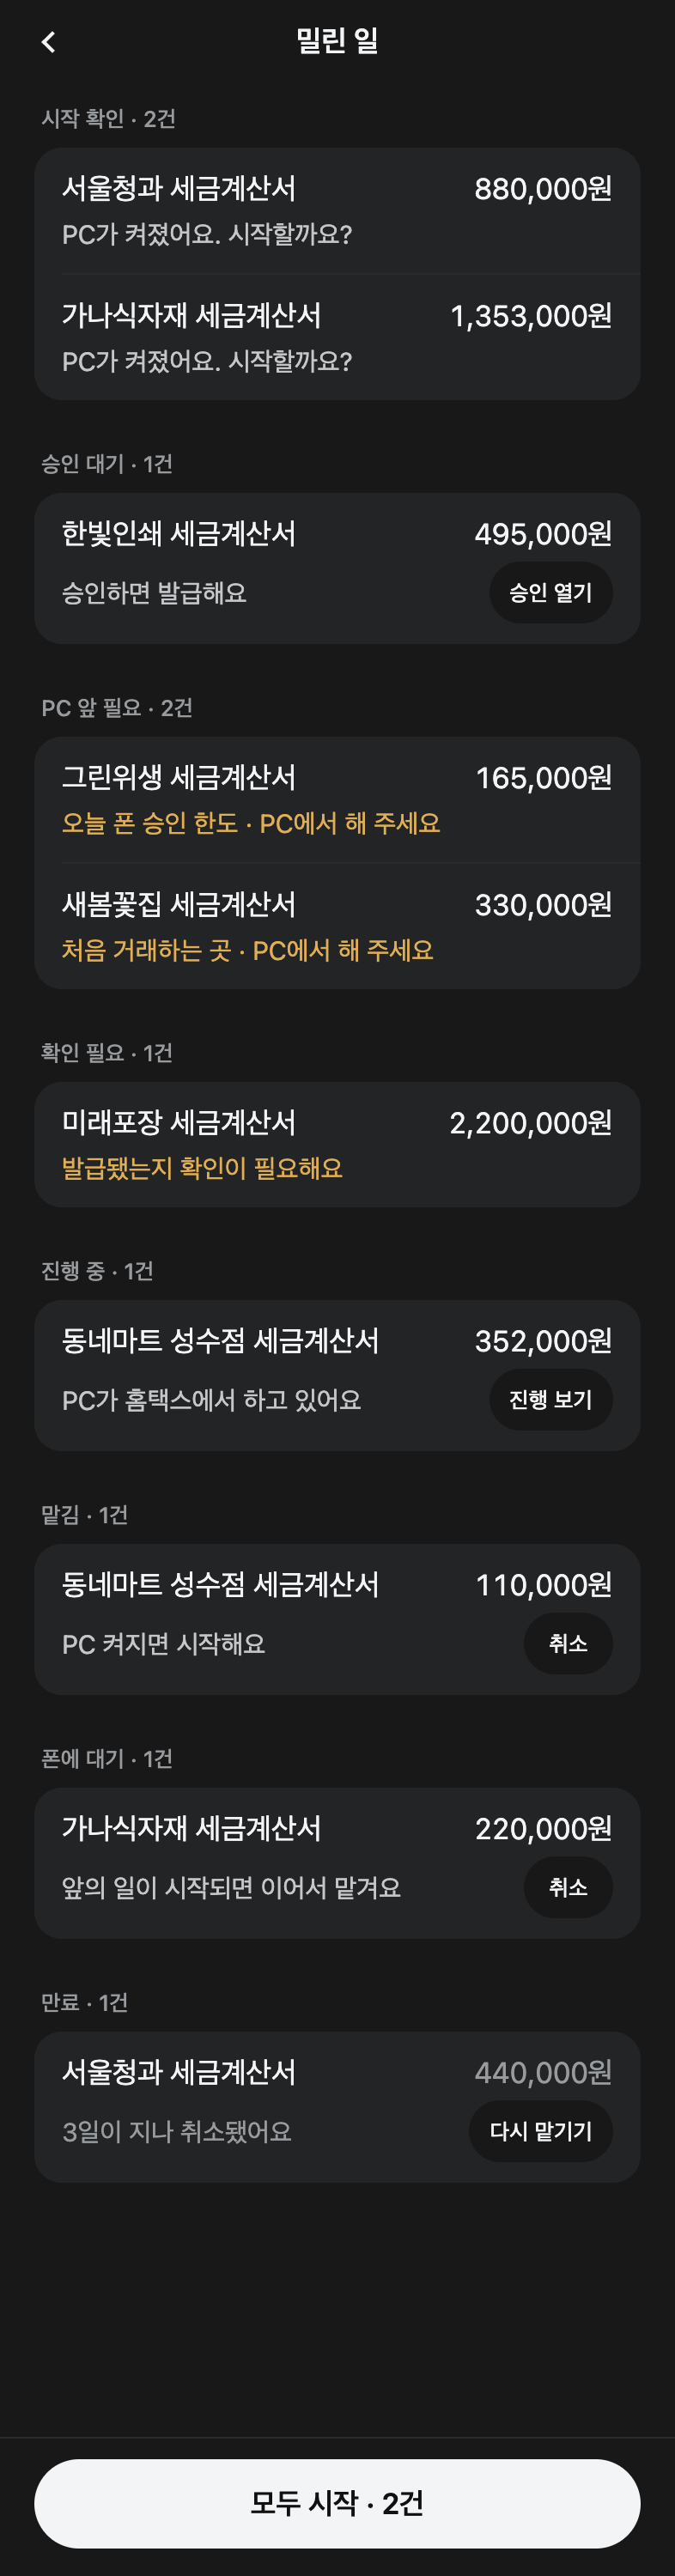 밀린 일
시작 확인 · 2건
서울청과 세금계산서 880,000원
PC가 켜졌어요. 시작할까요?
가나식자재 세금계산서 1,353,000원
PC가 켜졌어요. 시작할까요?
승인 대기 · 1건
한빛인쇄 세금계산서 495,000원
승인하면 발급해요 승인 열기
PC 앞 필요 · 2건
그린위생 세금계산서 165,000원
오늘 폰 승인 한도 · PC에서 해 주세요
새봄꽃집 세금계산서 330,000원
처음 거래하는 곳 · PC에서 해 주세요
확인 필요 · 1건
미래포장 세금계산서 2,200,000원
발급됐는지 확인이 필요해요
진행 중 · 1건
동네마트 성수점 세금계산서 352,000원
PC가 홈택스에서 하고 있어요 진행 보기
맡김 · 1건
동네마트 성수점 세금계산서 110,000원
PC 켜지면 시작해요 취소
폰에 대기 · 1건
가나식자재 세금계산서 220,000원
앞의 일이 시작되면 이어서 맡겨요 취소
만료 · 1건
서울청과 세금계산서 440,000원
3일이 지나 취소됐어요 다시 맡기기
모두 시작 · 2건